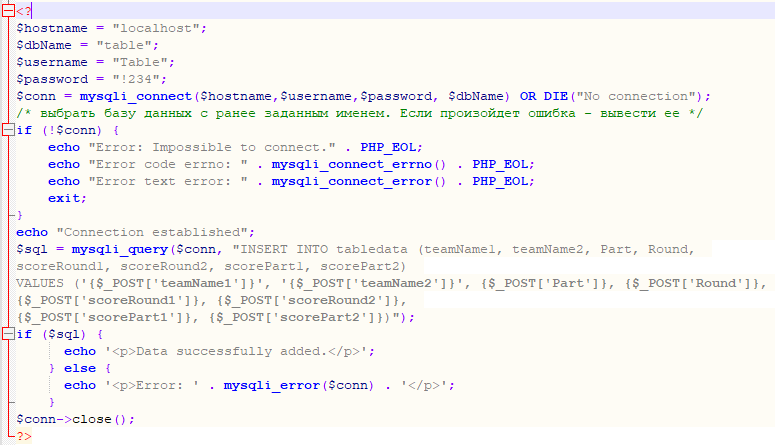 <?
$hostname = "localhost";
$dbName = "table";
$username = "Table";
$password = "!234";
$conn = mysqli_connect($hostname,$username,$password, $dbName) OR DIE("No connection");
/* выбрать базу данных с ранее заданным именем. Если произойдет ошибка - вывести ее */
if (!$conn) {
    echo "Error: Impossible to connect." . PHP_EOL;
    echo "Error code errno: " . mysqli_connect_errno() . PHP_EOL;
    echo "Error text error: " . mysqli_connect_error() . PHP_EOL;
    exit;
}
echo "Connection established";
$sql = mysqli_query($conn, "INSERT INTO tabledata (teamName1, teamName2, Part, Round,
scoreRound1, scoreRound2, scorePart1, scorePart2)
VALUES ('{$_POST['teamName1']}', '{$_POST['teamName2']}', {$_POST['Part']}, {$_POST['Round']},
{$_POST['scoreRound1']}, {$_POST['scoreRound2']},
{$_POST['scorePart1']}, {$_POST['scorePart2']})");
if ($sql) {
      echo '<p>Data successfully added.</p>';
    } else {
      echo '<p>Error: ' . mysqli_error($conn) . '</p>';
    }
$conn->close();
?>